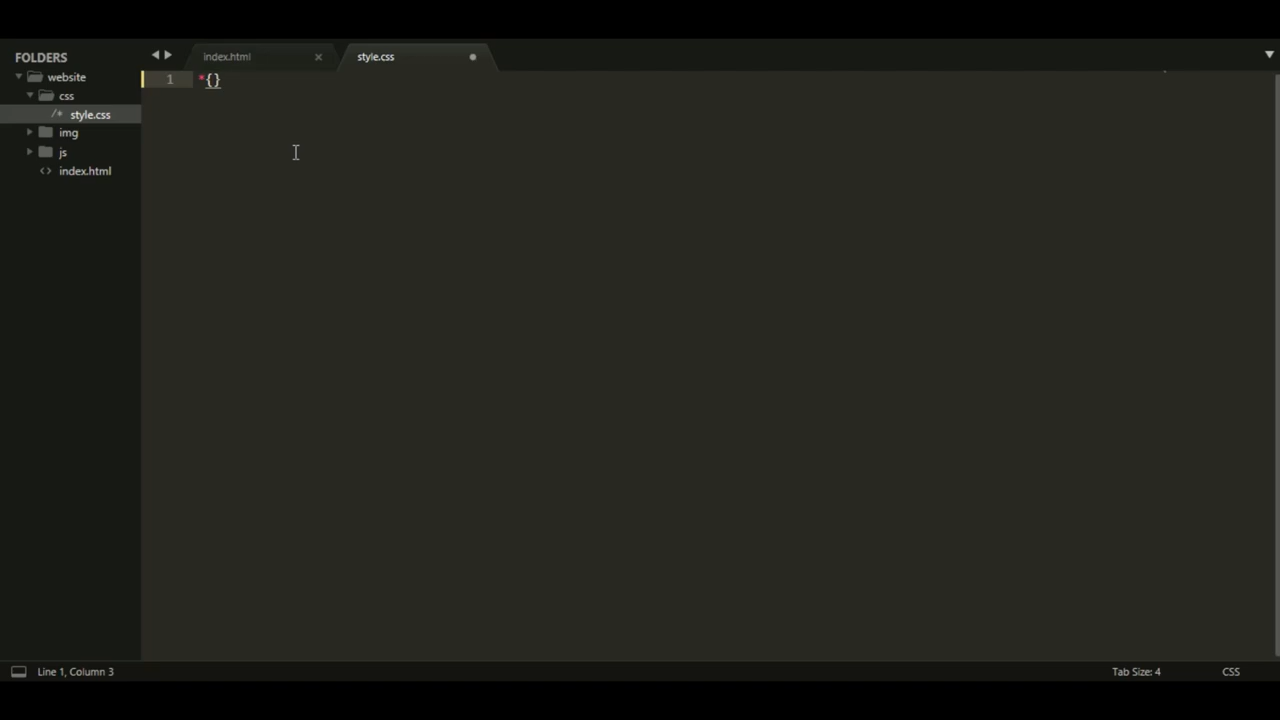 FOLDERS
website
css
/* style.css
img
js
<> index.html
index.html ×
style.css
1 *{}
Line 1, Column 3
Tab Size: 4
CSS